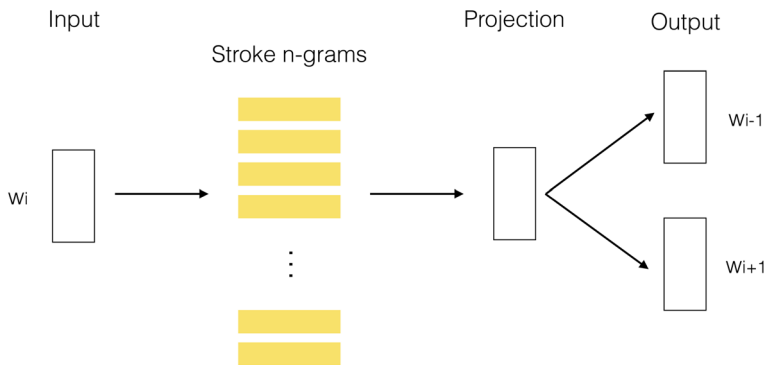 Input
Stroke n-grams
Projection
Output
Wi
Wi-1
Wi+1